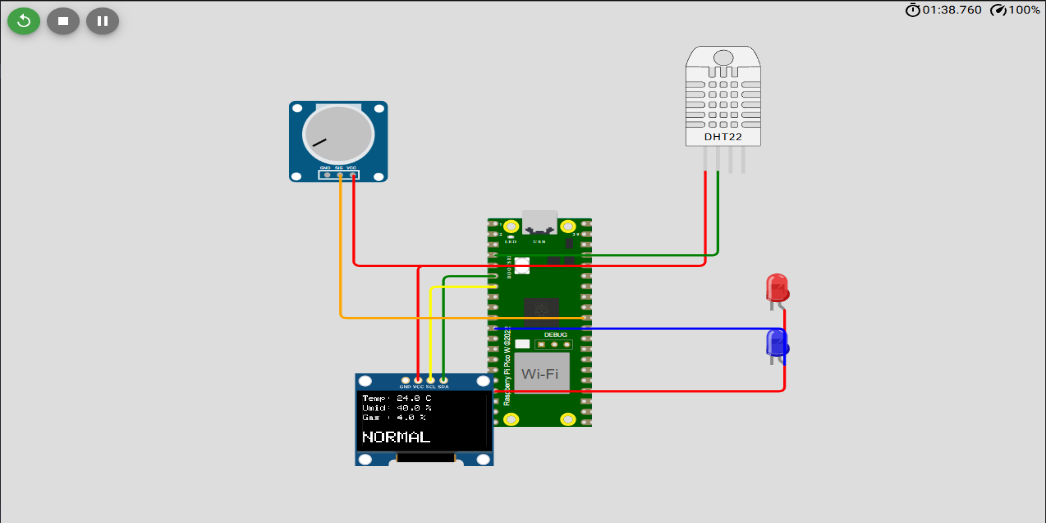 01:38.760 100%
DHT22
GND SIG VCC
LED USB
BOOTSEL
DEBUG
Raspberry Pi Pico W ©2022
Wi-Fi
GND VCC SCL SDA
Temp: 24.0 C
Umid: 40.0 %
Gas : 4.0 %
NORMAL